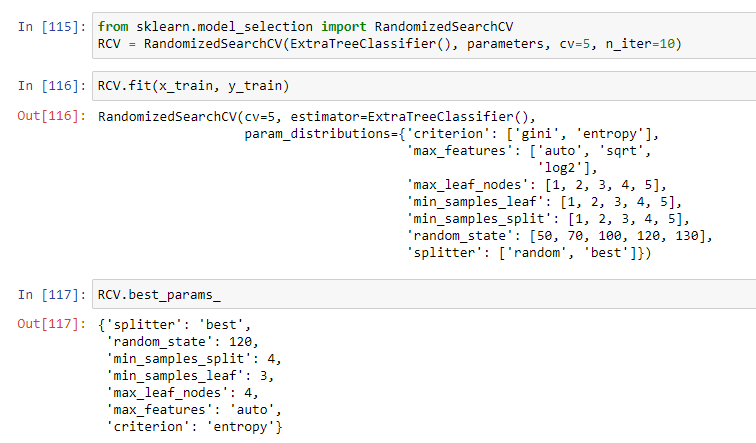 In [115]: from sklearn.model_selection import RandomizedSearchCV
RCV = RandomizedSearchCV(ExtraTreeClassifier(), parameters, cv=5, n_iter=10)
In [116]: RCV.fit(x_train, y_train)
Out[116]: RandomizedSearchCV(cv=5, estimator=ExtraTreeClassifier(),
param_distributions={'criterion': ['gini', 'entropy'],
'max_features': ['auto', 'sqrt',
'log2'],
'max_leaf_nodes': [1, 2, 3, 4, 5],
'min_samples_leaf': [1, 2, 3, 4, 5],
'min_samples_split': [1, 2, 3, 4, 5],
'random_state': [50, 70, 100, 120, 130],
'splitter': ['random', 'best']})
In [117]: RCV.best_params_
Out[117]: {'splitter': 'best',
'random_state': 120,
'min_samples_split': 4,
'min_samples_leaf': 3,
'max_leaf_nodes': 4,
'max_features': 'auto',
'criterion': 'entropy'}